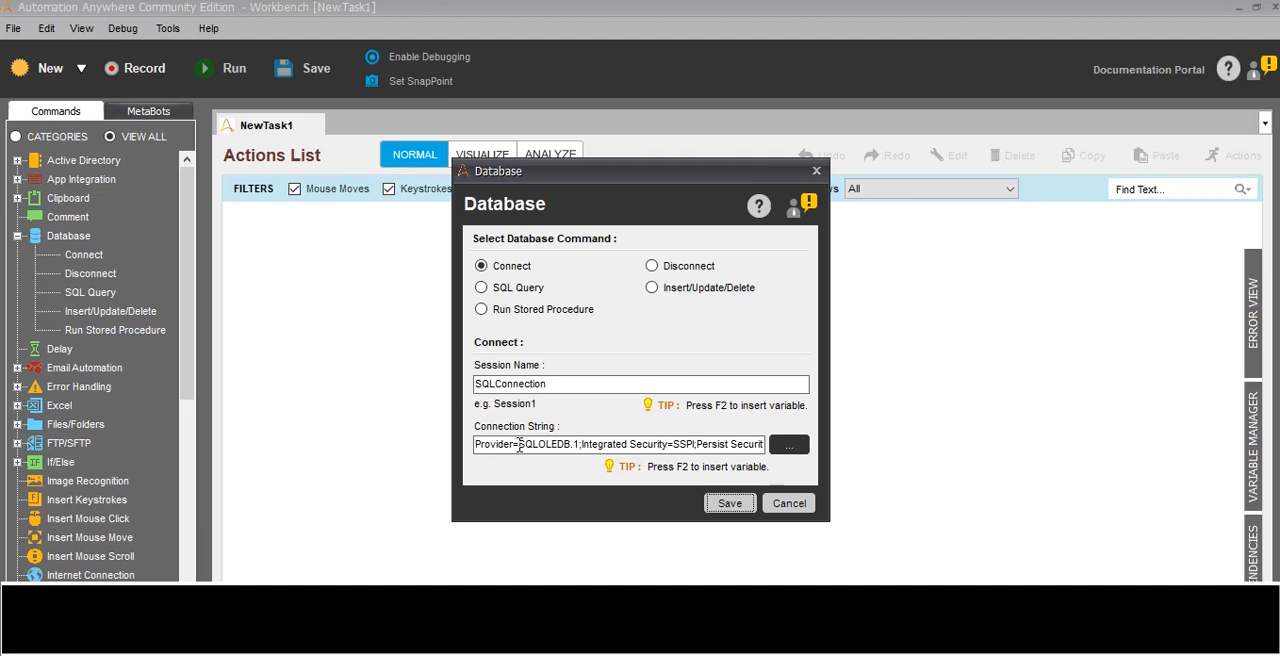 Automation Anywhere Community Edition - Workbench [NewTask1]
File Edit View Debug Tools Help
New Record Run Save
Enable Debugging
Set SnapPoint
Documentation Portal
Commands MetaBots
CATEGORIES VIEW ALL
Active Directory
App Integration
Clipboard
Comment
Database
Connect
Disconnect
SQL Query
Insert/Update/Delete
Run Stored Procedure
Delay
Email Automation
Error Handling
Excel
Files/Folders
FTP/SFTP
If/Else
Image Recognition
Insert Keystrokes
Insert Mouse Click
Insert Mouse Move
Insert Mouse Scroll
Internet Connection
NewTask1
Actions List NORMAL VISUALIZE ANALYZE
Undo Redo Edit Delete Copy Paste Actions
FILTERS Mouse Moves Keystrokes All Find Text...
Database
Database
Select Database Command :
Connect Disconnect
SQL Query Insert/Update/Delete
Run Stored Procedure
Connect :
Session Name :
SQLConnection
e.g. Session1 TIP : Press F2 to insert variable.
Connection String :
Provider=SQLOLEDB.1;Integrated Security=SSPI;Persist Securit ...
TIP : Press F2 to insert variable.
Save Cancel
ERROR VIEW
VARIABLE MANAGER